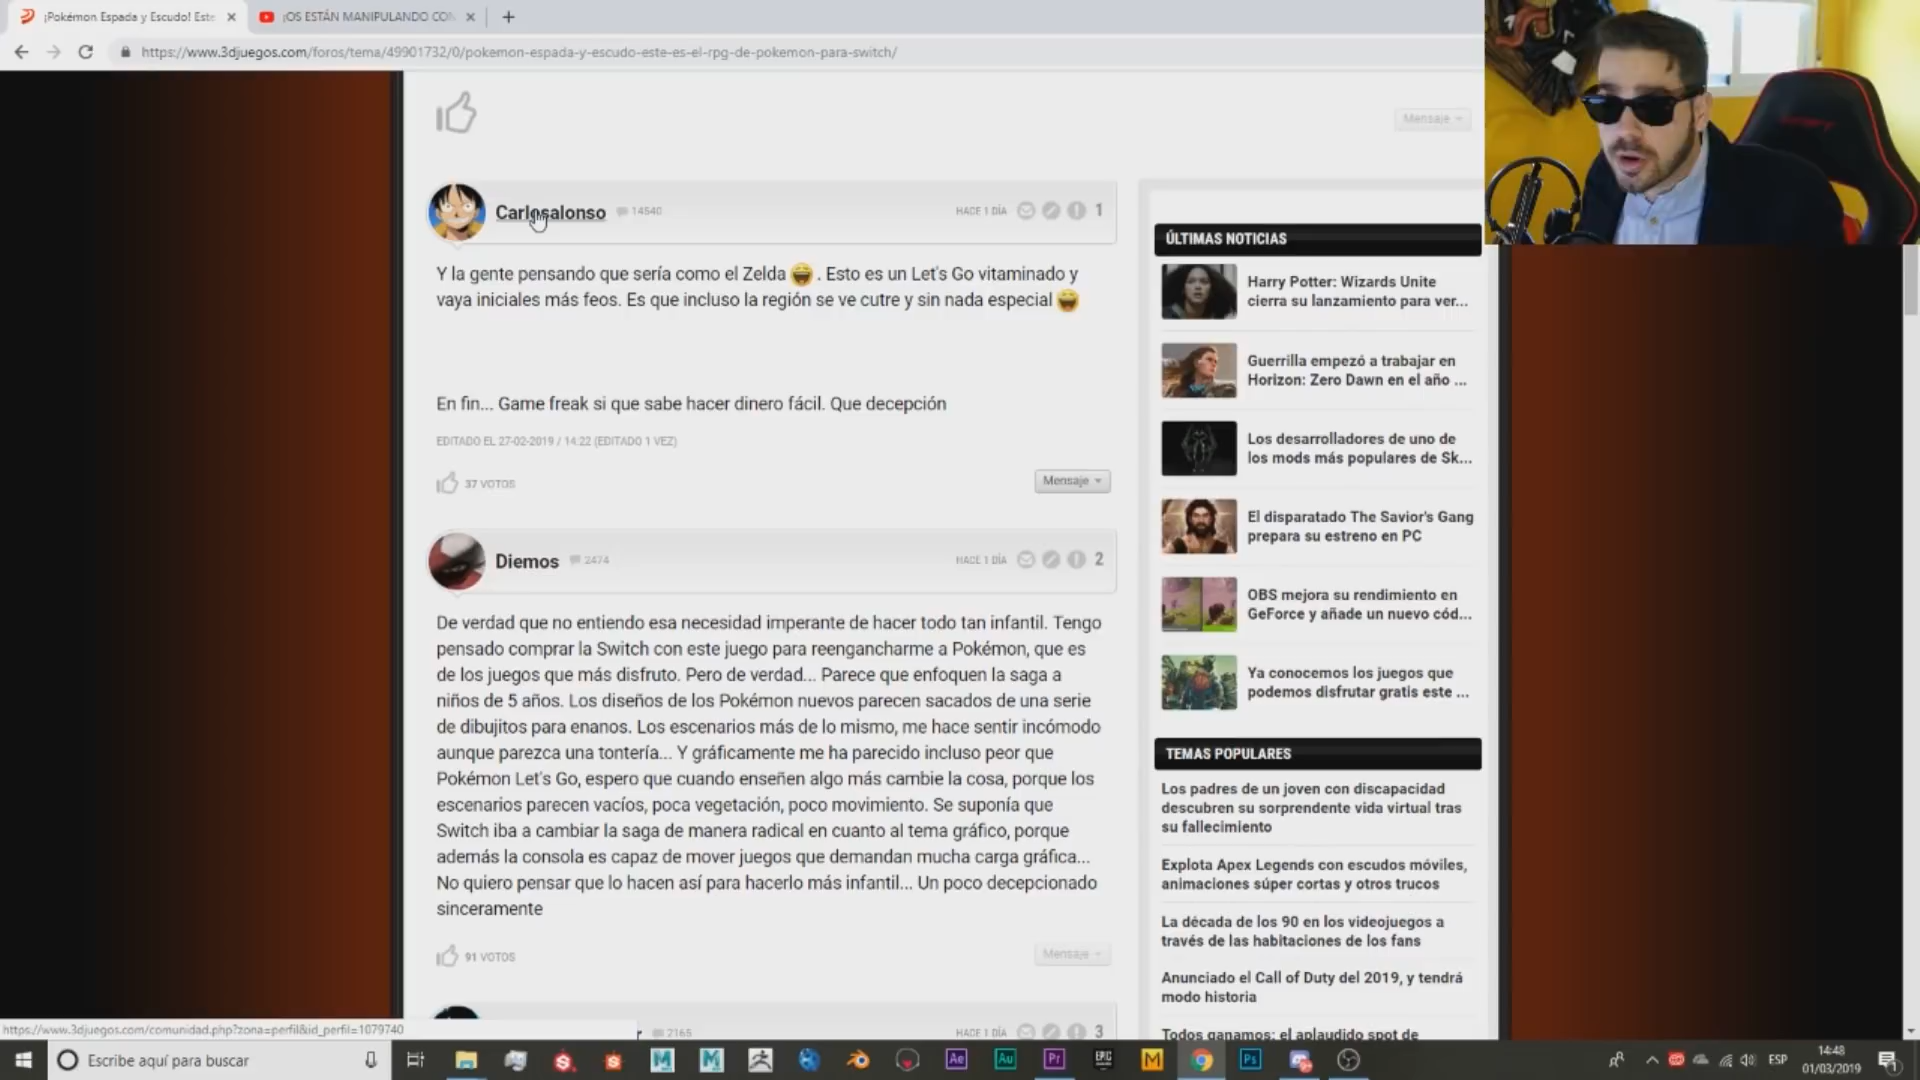 ¡Pokémon Espada y Escudo! Este
¡OS ESTÁN MANIPULANDO CON
https://www.3djuegos.com/foros/tema/49901732/0/pokemon-espada-y-escudo-este-es-el-rpg-de-pokemon-para-switch/
Mensaje
Carlosalonso 14540 HACE 1 DÍA 1
Y la gente pensando que sería como el Zelda 😄 . Esto es un Let's Go vitaminado y
vaya iniciales más feos. Es que incluso la región se ve cutre y sin nada especial 😄
En fin... Game freak si que sabe hacer dinero fácil. Que decepción
EDITADO EL 27-02-2019 / 14:22 (EDITADO 1 VEZ)
37 VOTOS
Mensaje
Diemos 2474 HACE 1 DÍA 2
De verdad que no entiendo esa necesidad imperante de hacer todo tan infantil. Tengo
pensado comprar la Switch con este juego para reengancharme a Pokémon, que es
de los juegos que más disfruto. Pero de verdad... Parece que enfoquen la saga a
niños de 5 años. Los diseños de los Pokémon nuevos parecen sacados de una serie
de dibujitos para enanos. Los escenarios más de lo mismo, me hace sentir incómodo
aunque parezca una tontería... Y gráficamente me ha parecido incluso peor que
Pokémon Let's Go, espero que cuando enseñen algo más cambie la cosa, porque los
escenarios parecen vacíos, poca vegetación, poco movimiento. Se suponía que
Switch iba a cambiar la saga de manera radical en cuanto al tema gráfico, porque
además la consola es capaz de mover juegos que demandan mucha carga gráfica...
No quiero pensar que lo hacen así para hacerlo más infantil... Un poco decepcionado
sinceramente
91 VOTOS
Mensaje
2165 HACE 1 DÍA 3
ÚLTIMAS NOTICIAS
Harry Potter: Wizards Unite
cierra su lanzamiento para ver...
Guerrilla empezó a trabajar en
Horizon: Zero Dawn en el año ...
Los desarrolladores de uno de
los mods más populares de Sk...
El disparatado The Savior's Gang
prepara su estreno en PC
OBS mejora su rendimiento en
GeForce y añade un nuevo cód...
Ya conocemos los juegos que
podemos disfrutar gratis este ...
TEMAS POPULARES
Los padres de un joven con discapacidad
descubren su sorprendente vida virtual tras
su fallecimiento
Explota Apex Legends con escudos móviles,
animaciones súper cortas y otros trucos
La década de los 90 en los videojuegos a
través de las habitaciones de los fans
Anunciado el Call of Duty del 2019, y tendrá
modo historia
Todos ganamos: el aplaudido spot de
https://www.3djuegos.com/comunidad.php?zona=perfil&id_perfil=1079740
Escribe aquí para buscar
Ae
Au
Pr
EPIC
M
Ps
ESP
14:48
01/03/2019